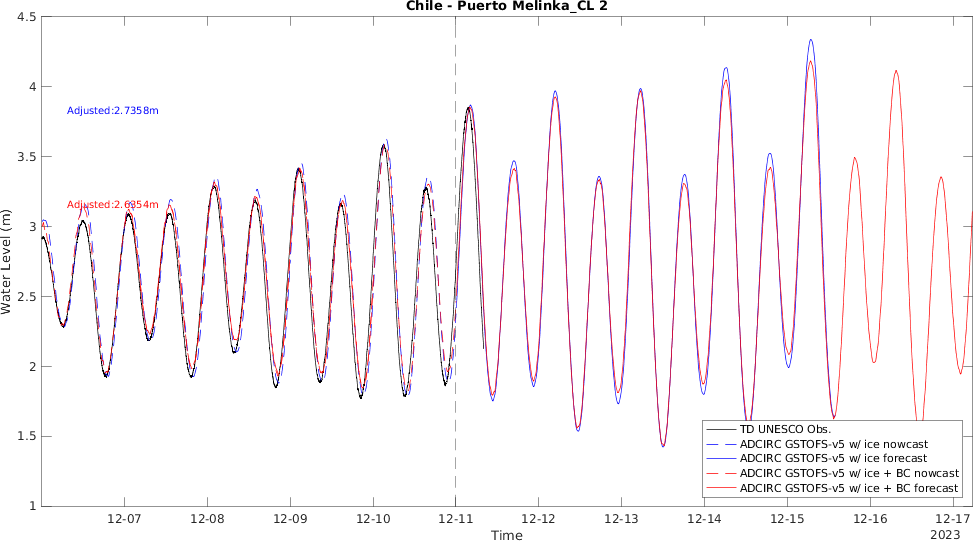 Chile - Puerto Melinka_CL 2
4.5
4
3.5
3
2.5
2
1.5
1
Water Level (m)
Adjusted:2.7358m
Adjusted:2.6354m
TD UNESCO Obs.
ADCIRC GSTOFS-v5 w/ ice nowcast
ADCIRC GSTOFS-v5 w/ ice forecast
ADCIRC GSTOFS-v5 w/ ice + BC nowcast
ADCIRC GSTOFS-v5 w/ ice + BC forecast
12-07 12-08 12-09 12-10 12-11 12-12 12-13 12-14 12-15 12-16 12-17
Time
2023